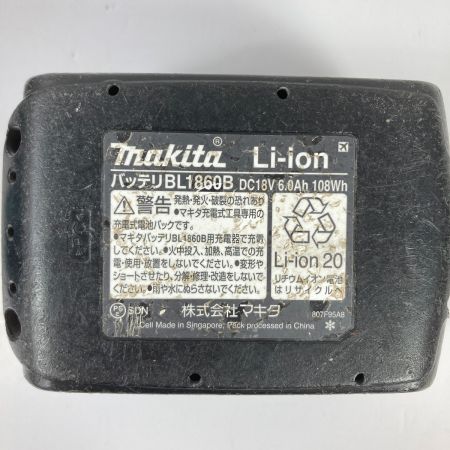 makita® Li-ion
バッテリBL1860B DC18V 6.0Ah 108Wh
⚠警告 発熱・発火・破裂の恐れあり
●マキタ充電式工具専用の
充電式電池パックです。
●マキタバッテリBL1860B用充電器で充電
してください。●火中投入、加熱、高温での充
電・使用・放置をしないでください。●変形や
ショートさせたり、分解・修理・改造をしないで
ください。●雨や水にぬらさないでください。
Li-ion 20
リチウムイオン電池
はリサイクルへ
PS SDN 株式会社マキタ 807F95A8
Cell Made in Singapore; Pack processed in China